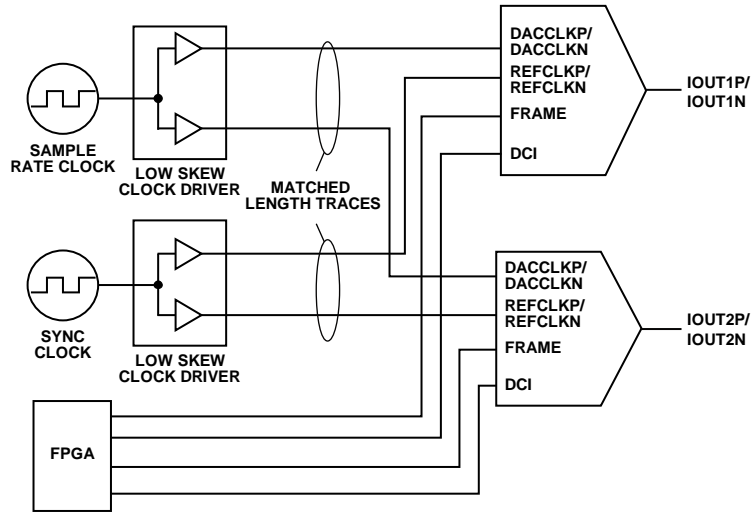 DACCLKP/
DACCLKN
REFCLKP/
REFCLKN
FRAME
DCI
IOUT1P/
IOUT1N
SAMPLE
RATE CLOCK
LOW SKEW
CLOCK DRIVER
MATCHED
LENGTH TRACES
DACCLKP/
DACCLKN
REFCLKP/
REFCLKN
FRAME
DCI
IOUT2P/
IOUT2N
SYNC
CLOCK
LOW SKEW
CLOCK DRIVER
FPGA